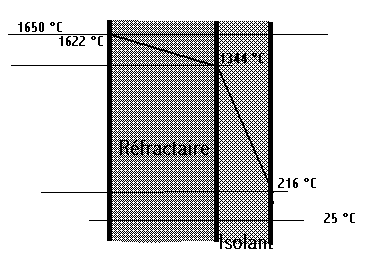 1650 °C
1622 °C
1344 °C
Réfractaire
216 °C
25 °C
Isolant